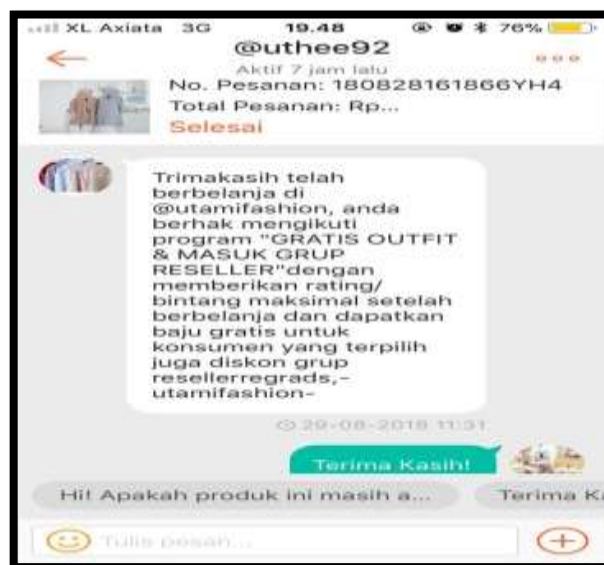 XL Axiata 3G 19.48 76%
@uthee92
Aktif 7 jam lalu
No. Pesanan: 180828161866YH4
Total Pesanan: Rp...
Selesai
Trimakasih telah
berbelanja di
@utamifashion, anda
berhak mengikuti
program "GRATIS OUTFIT
& MASUK GRUP
RESELLER"dengan
memberikan rating/
bintang maksimal setelah
berbelanja dan dapatkan
baju gratis untuk
konsumen yang terpilih
juga diskon grup
resellerregrads,-
utamifashion-
29-08-2018 11:31
Terima Kasih!
Hi! Apakah produk ini masih a... Terima K
Tulis pesan...